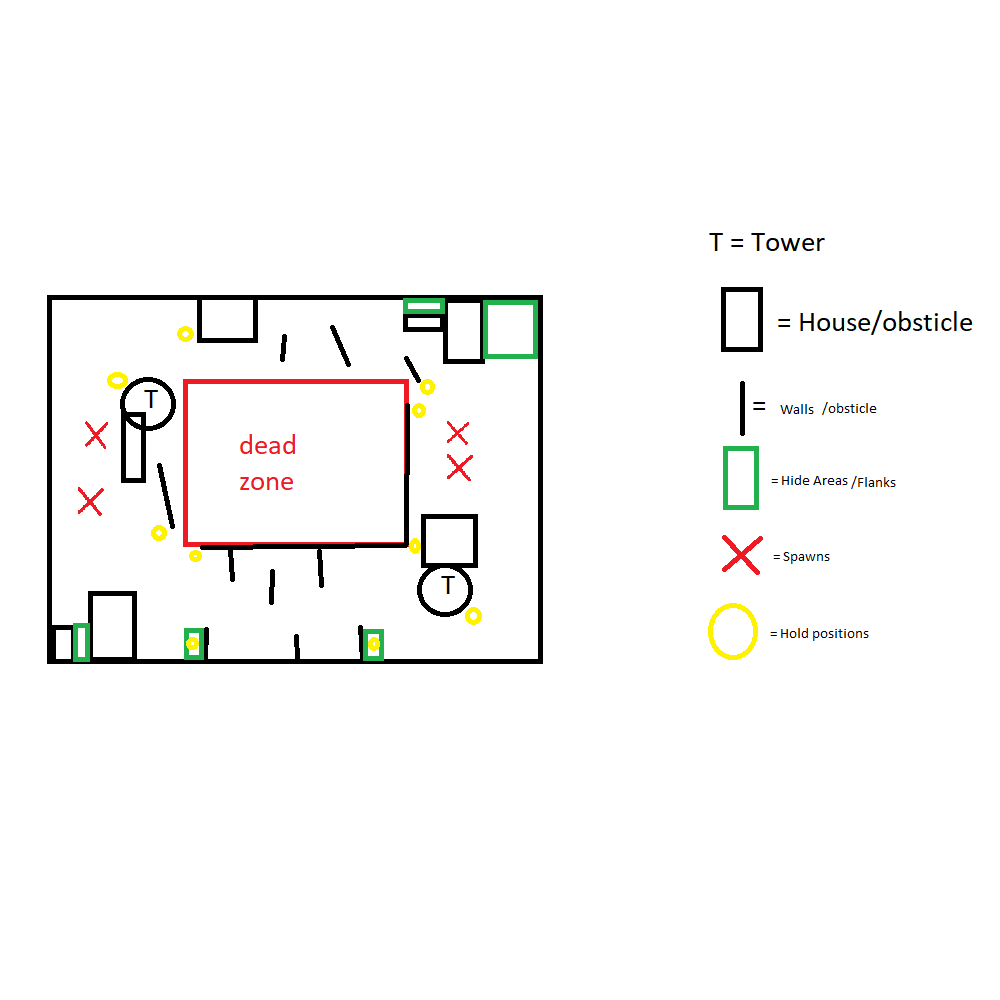 T = Tower
= House/obsticle
= Walls /obsticle
= Hide Areas /Flanks
= Spawns
= Hold positions
T
dead
zone
T